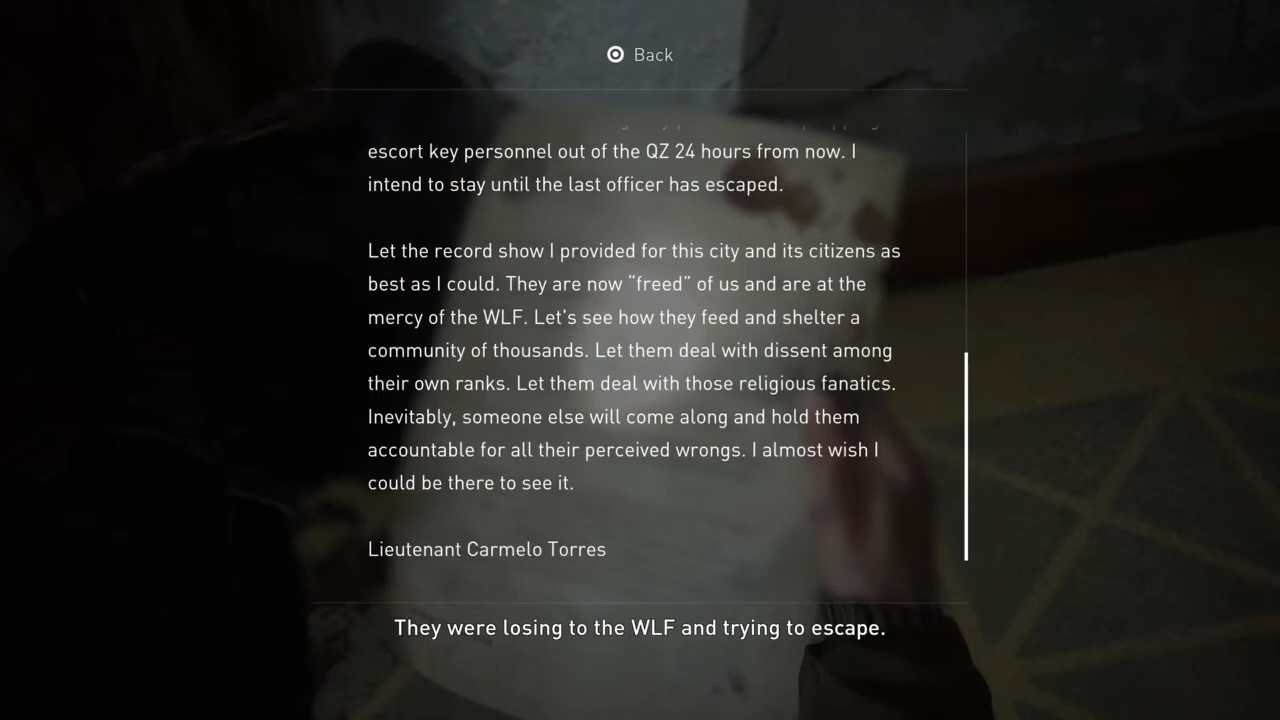 Back
escort key personnel out of the QZ 24 hours from now. I
intend to stay until the last officer has escaped.
Let the record show I provided for this city and its citizens as
best as I could. They are now “freed” of us and are at the
mercy of the WLF. Let's see how they feed and shelter a
community of thousands. Let them deal with dissent among
their own ranks. Let them deal with those religious fanatics.
Inevitably, someone else will come along and hold them
accountable for all their perceived wrongs. I almost wish I
could be there to see it.
Lieutenant Carmelo Torres
They were losing to the WLF and trying to escape.